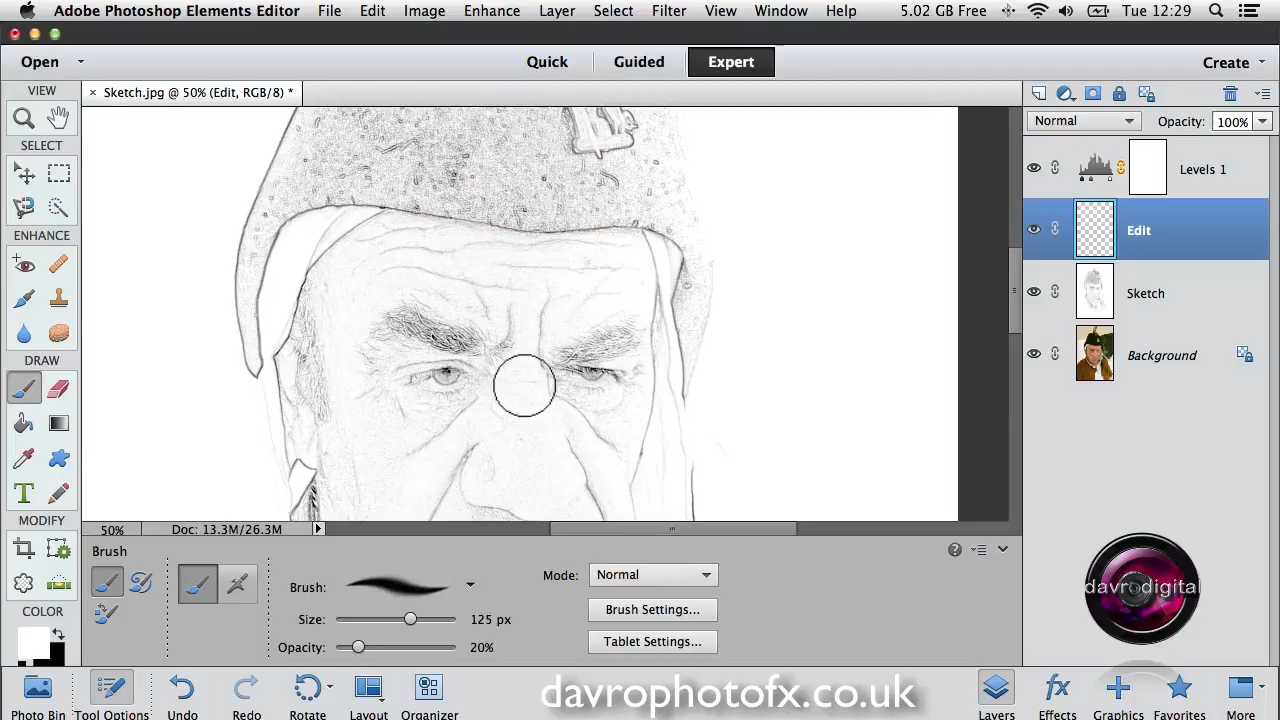 Adobe Photoshop Elements Editor File Edit Image Enhance Layer Select Filter View Window Help 5.02 GB Free Tue 12:29
Open Quick Guided Expert Create
VIEW
× Sketch.jpg @ 50% (Edit, RGB/8) *
Normal Opacity: 100%
SELECT
Levels 1
ENHANCE
Edit
Sketch
DRAW
Background
T
MODIFY
50% Doc: 13.3M/26.3M
Brush
Mode: Normal
Brush:
Brush Settings...
davrodigital
COLOR
Size: 125 px
Opacity: 20%
Tablet Settings...
davrophotofx.co.uk
Photo Bin Tool Options Undo Redo Rotate Layout Organizer Layers Effects Graphics Favorites More